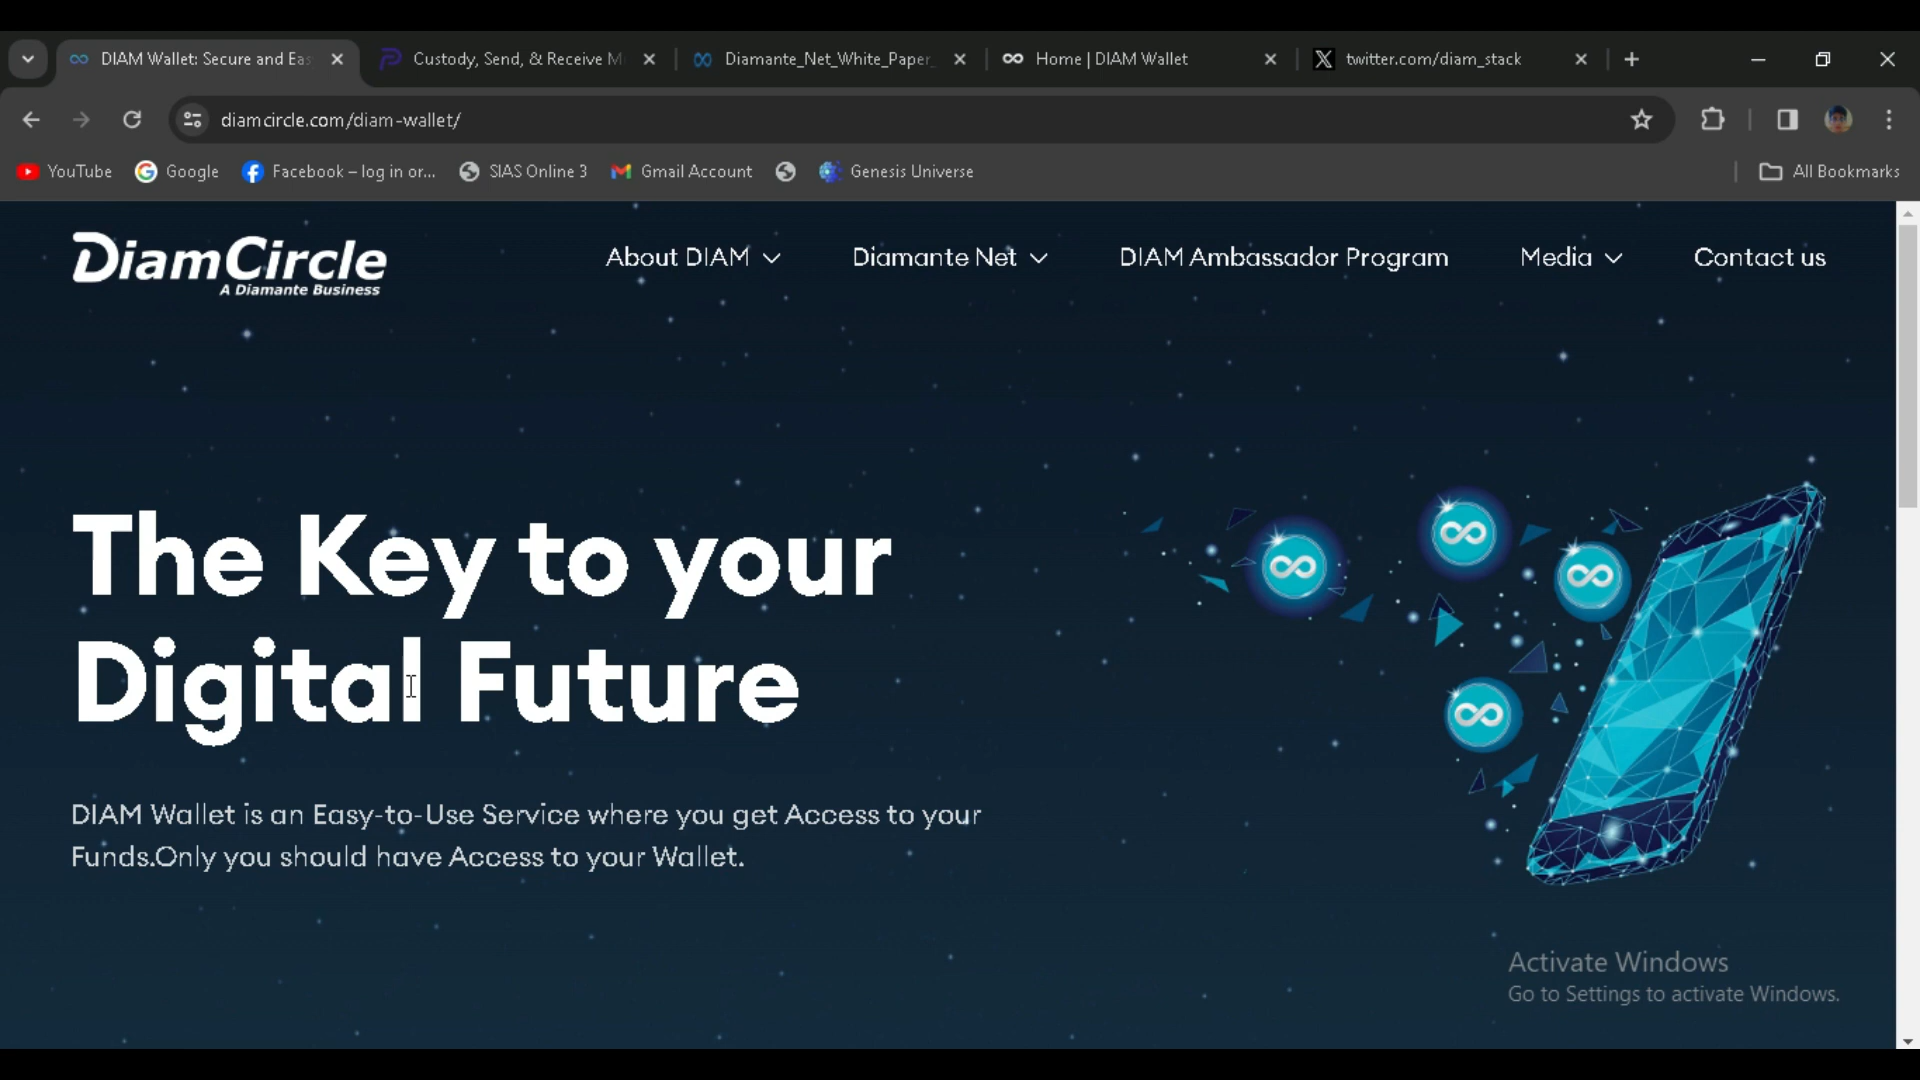 DIAM Wallet: Secure and Eas
Custody, Send, & Receive M
Diamante_Net_White_Paper_
Home | DIAM Wallet
twitter.com/diam_stack
diamcircle.com/diam-wallet/
YouTube
Google
Facebook – log in or...
SIAS Online 3
Gmail Account
Genesis Universe
All Bookmarks
DiamCircle
A Diamante Business
About DIAM
Diamante Net
DIAM Ambassador Program
Media
Contact us
The Key to your
Digital Future
DIAM Wallet is an Easy-to-Use Service where you get Access to your
Funds.Only you should have Access to your Wallet.
Activate Windows
Go to Settings to activate Windows.